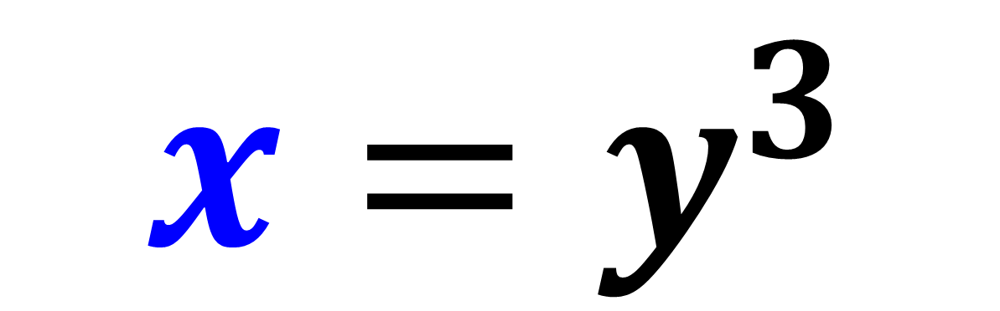 x = y³